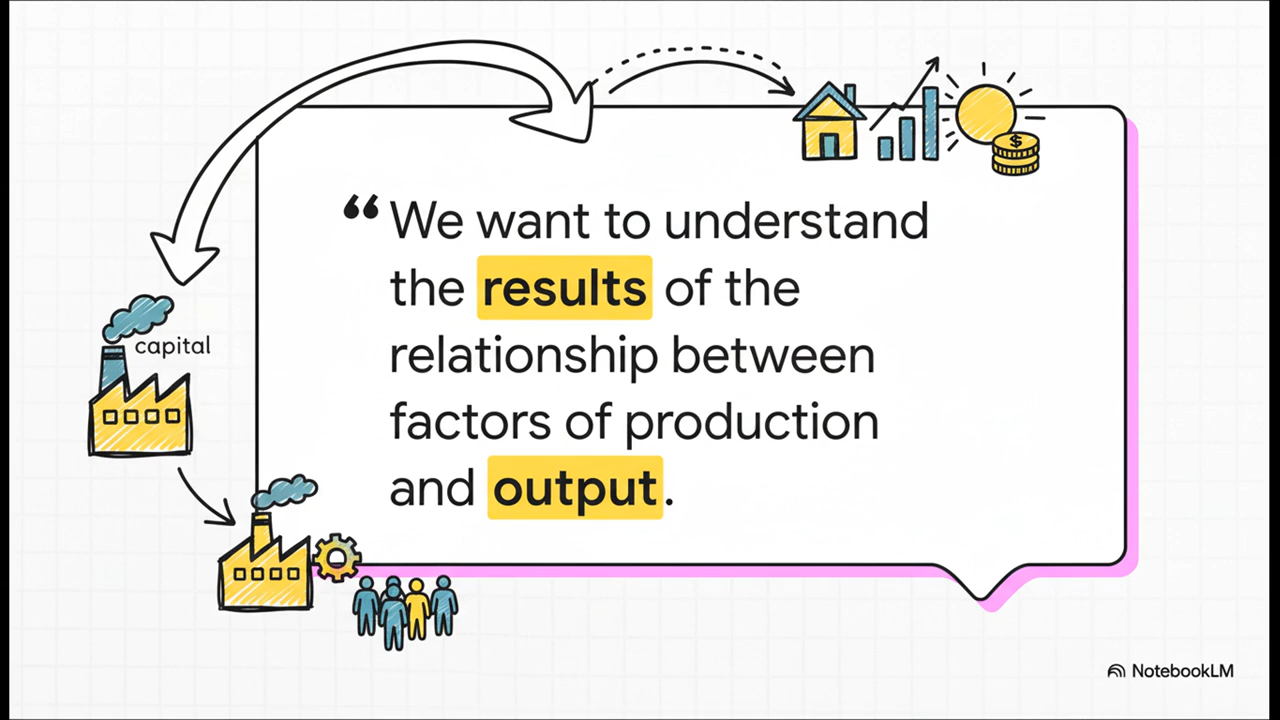 “We want to understand
the results of the
relationship between
factors of production
and output.
capital
$
NotebookLM